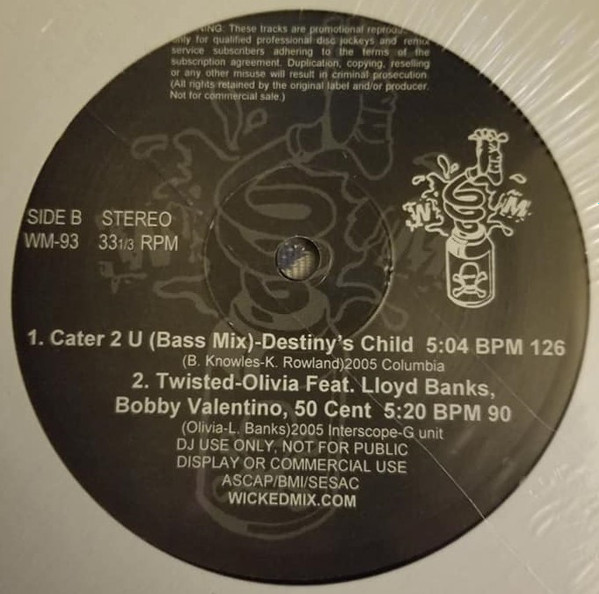 These tracks are promotional
only for qualified professional disc jockeys and remix
service subscribers adhering to the terms of the
subscription agreement. Duplication, copying, reselling
or any other misuse will result in criminal prosecution.
(All rights retained by the original label and/or producer.
Not for commercial sale.)
W M
SIDE B STEREO
WM-93 33 1/3 RPM
1. Cater 2 U (Bass Mix)-Destiny's Child 5:04 BPM 126
(B. Knowles-K. Rowland)2005 Columbia
2. Twisted-Olivia Feat. Lloyd Banks,
Bobby Valentino, 50 Cent 5:20 BPM 90
(Olivia-L. Banks)2005 Interscope-G unit
DJ USE ONLY, NOT FOR PUBLIC
DISPLAY OR COMMERCIAL USE
ASCAP/BMI/SESAC
WICKEDMIX.COM